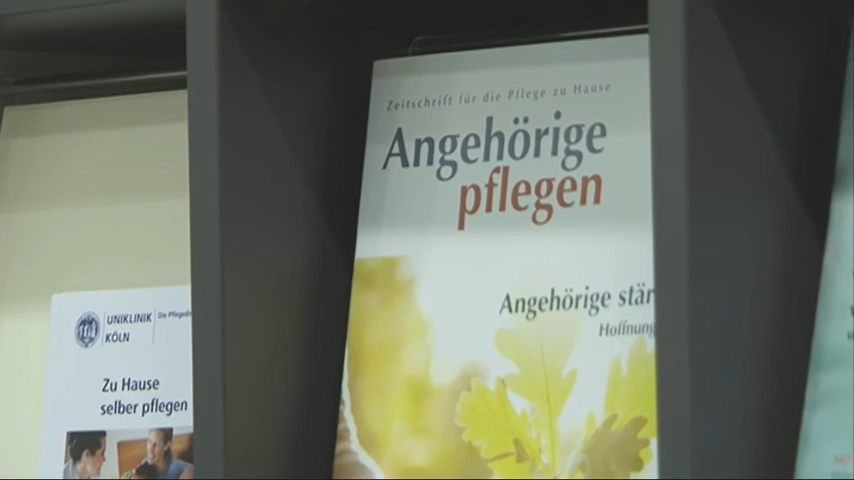 Zeitschrift für die Pflege zu Hause
Angehörige
pflegen
Angehörige stär
Hoffnung
UNIKLINIK
KÖLN
Die Pflegedi
Zu Hause
selber pflegen